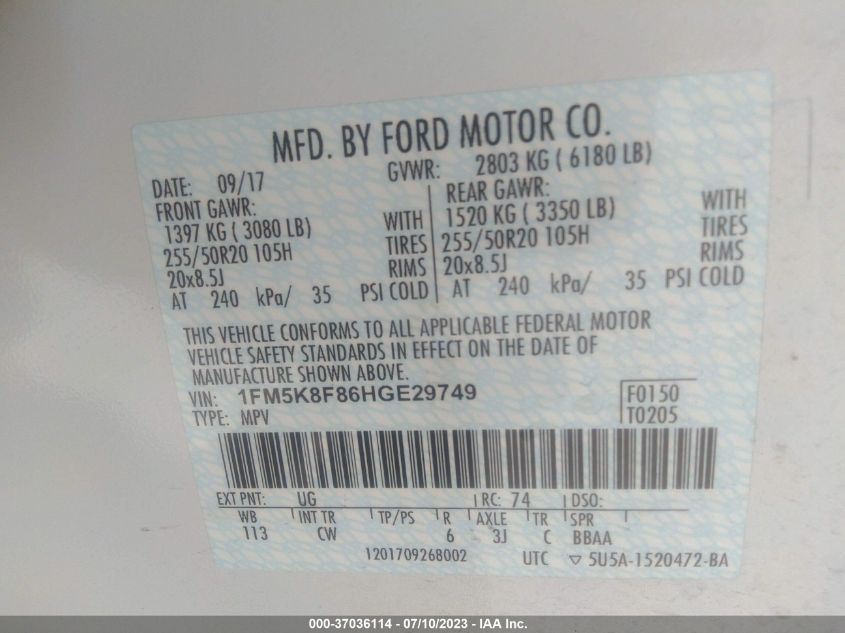 MFD. BY FORD MOTOR CO.
DATE: 09/17 GVWR: 2803 KG ( 6180 LB)
FRONT GAWR: REAR GAWR:
1397 KG ( 3080 LB) WITH 1520 KG ( 3350 LB) WITH
255/50R20 105H TIRES 255/50R20 105H TIRES
20x8.5J RIMS 20x8.5J RIMS
AT 240 kPa/ 35 PSI COLD AT 240 kPa/ 35 PSI COLD
THIS VEHICLE CONFORMS TO ALL APPLICABLE FEDERAL MOTOR
VEHICLE SAFETY STANDARDS IN EFFECT ON THE DATE OF
MANUFACTURE SHOWN ABOVE.
VIN: 1FM5K8F86HGE29749 F0150
TYPE: MPV T0205
EXT PNT: UG RC: 74 DSO:
WB INT TR TP/PS R AXLE TR SPR
113 CW 6 3J C BBAA
1201709268002 UTC ▽ 5U5A-1520472-BA
000-37036114 - 07/10/2023 - IAA Inc.